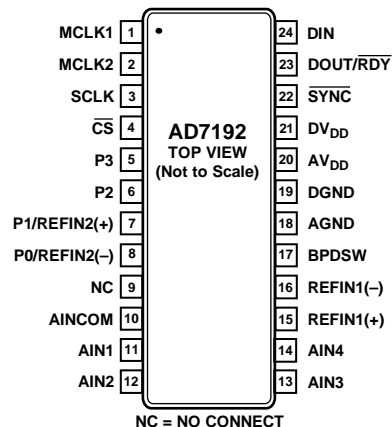 MCLK1 1 24 DIN
MCLK2 2 23 DOUT/RDY
SCLK 3 22 SYNC
CS 4 21 DVDD
P3 5 20 AVDD
P2 6 19 DGND
P1/REFIN2(+) 7 18 AGND
P0/REFIN2(–) 8 17 BPDSW
NC 9 16 REFIN1(–)
AINCOM 10 15 REFIN1(+)
AIN1 11 14 AIN4
AIN2 12 13 AIN3
AD7192
TOP VIEW
(Not to Scale)
NC = NO CONNECT